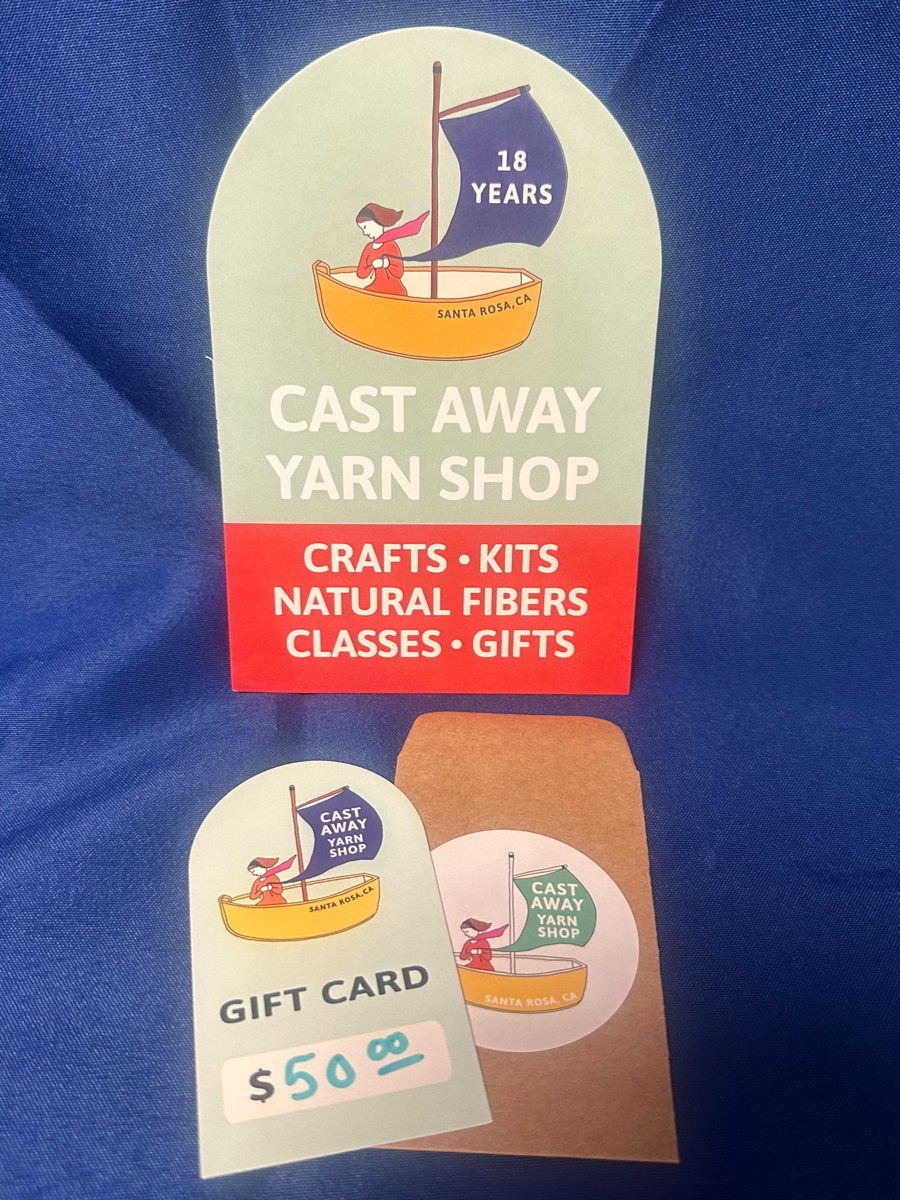 18
YEARS
SANTA ROSA, CA
CAST AWAY
YARN SHOP
CRAFTS • KITS
NATURAL FIBERS
CLASSES • GIFTS
CAST
AWAY
YARN
SHOP
SANTA ROSA, CA
GIFT CARD
$50 00
CAST
AWAY
YARN
SHOP
SANTA ROSA, CA